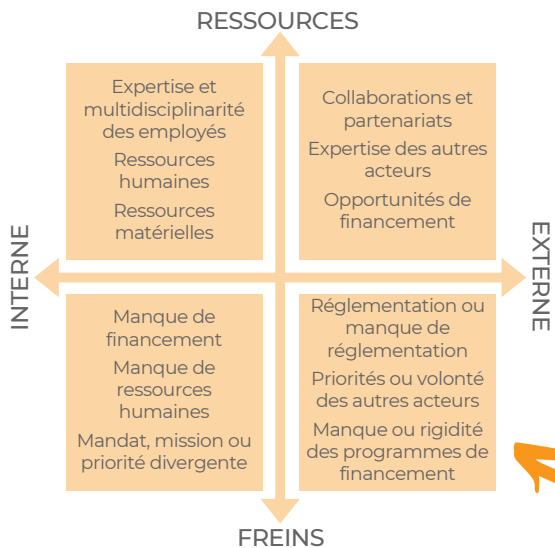 RESSOURCES
Expertise et
multidisciplinarité
des employés
Ressources
humaines
Ressources
matérielles
Collaborations et
partenariats
Expertise des autres
acteurs
Opportunités de
financement
INTERNE
EXTERNE
Manque de
financement
Manque de
ressources
humaines
Mandat, mission ou
priorité divergente
Réglementation ou
manque de
réglementation
Priorités ou volonté
des autres acteurs
Manque ou rigidité
des programmes de
financement
FREINS